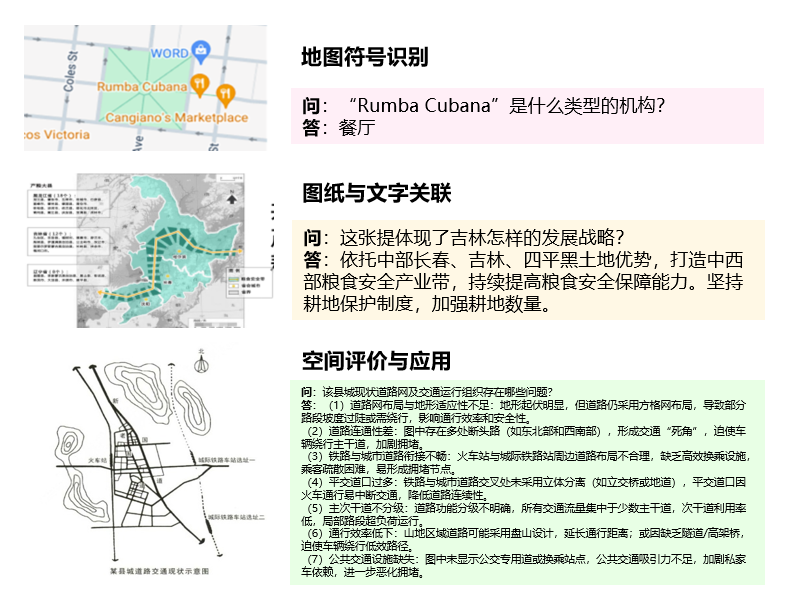 Coles St
WORD
Rumba Cubana
Cangiano's Marketplace
cos Victoria
Ave
St
地图符号识别
问：“Rumba Cubana”是什么类型的机构？
答：餐厅
产粮大县
图纸与文字关联
问：这张提体现了吉林怎样的发展战略？
答：依托中部长春、吉林、四平黑土地优势，打造中西
部粮食安全产业带，持续提高粮食安全保障能力。坚持
耕地保护制度，加强耕地数量。
北
新
老
国
道
火车站
城际铁路车站选址一
城际铁路车站选址二
某县城道路交通现状示意图
空间评价与应用
问：该县城现状道路网及交通运行组织存在哪些问题？
答：（1）道路网布局与地形适应性不足：地形起伏明显，但道路仍采用方格网布局，导致部分
路段坡度过陡或需绕行，影响通行效率和安全性。
（2）道路连通性差：图中存在多处断头路（如东北部和西南部），形成交通“死角”，迫使车
辆绕行主干道，加剧拥堵。
（3）铁路与城市道路衔接不畅：火车站与城际铁路站周边道路布局不合理，缺乏高效换乘设施，
乘客疏散困难，易形成拥堵节点。
（4）平交道口过多：铁路与城市道路交叉处未采用立体分离（如立交桥或地道），平交道口因
火车通行易中断交通，降低道路连续性。
（5）主次干道不分级：道路功能分级不明确，所有交通流量集中于少数主干道，次干道利用率
低，局部路段超负荷运行。
（6）通行效率低下：山地区域道路可能采用盘山设计，延长通行距离；或因缺乏隧道/高架桥，
迫使车辆绕行低效路径。
（7）公共交通设施缺失：图中未显示公交专用道或换乘站点，公共交通吸引力不足，加剧私家
车依赖，进一步恶化拥堵。